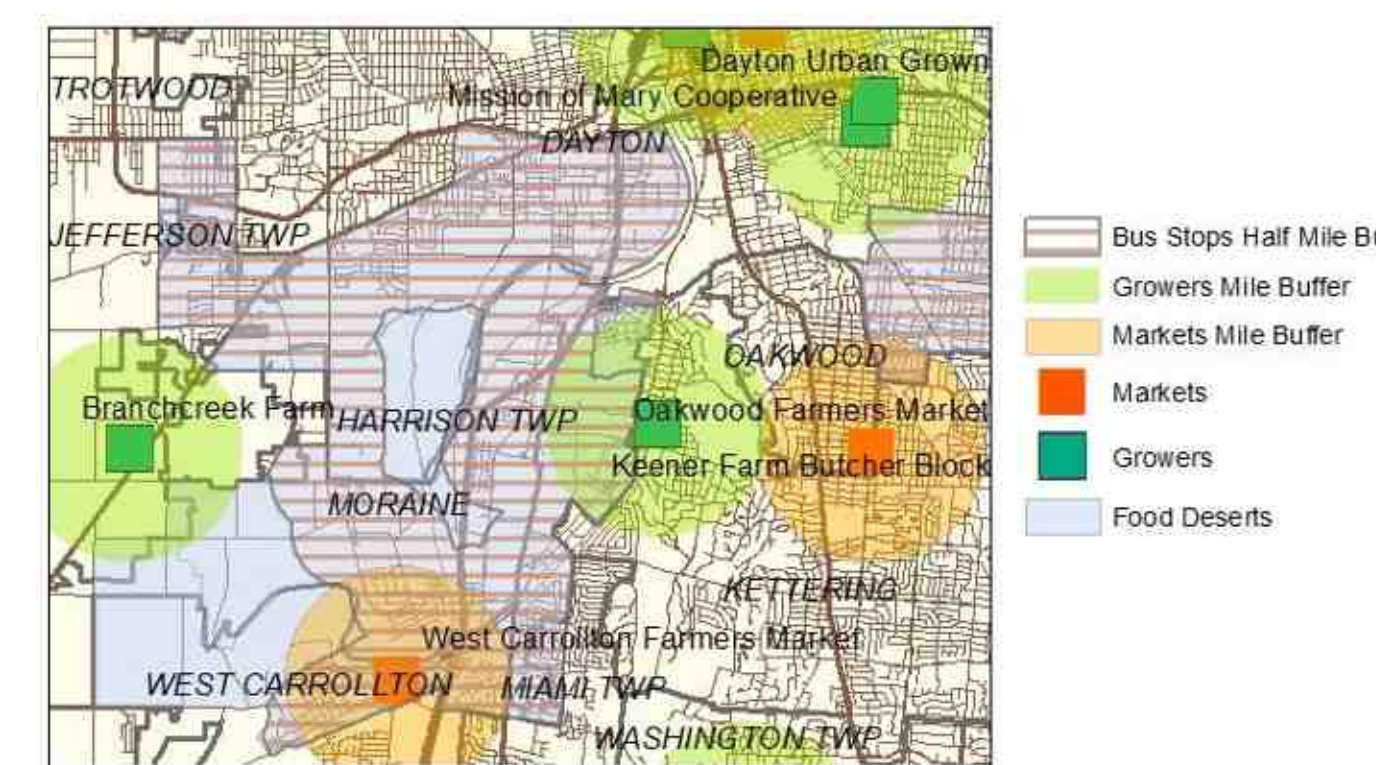 Dayton Urban Grown
TROTWOOD
Mission of Mary Cooperative
DAYTON
JEFFERSON TWP
OAKWOOD
Branchcreek Farm
HARRISON TWP
Oakwood Farmers Market
Keener Farm Butcher Block
MORAINE
KETTERING
West Carrollton Farmers Market
WEST CARROLLTON
MIAMI TWP
WASHINGTON TWP
Bus Stops Half Mile Bu
Growers Mile Buffer
Markets Mile Buffer
Markets
Growers
Food Deserts